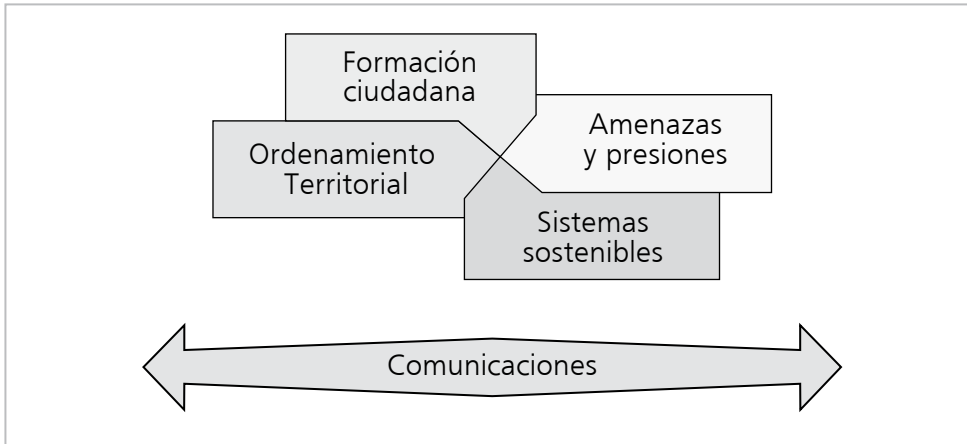 Formación
ciudadana
Amenazas
y presiones
Ordenamiento
Territorial
Sistemas
sostenibles
Comunicaciones